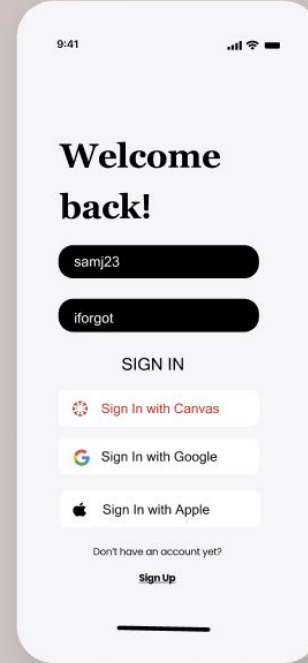 9:41
Welcome
back!
samj23
iforgot
SIGN IN
Sign In with Canvas
Sign In with Google
Sign In with Apple
Don't have an account yet?
Sign Up